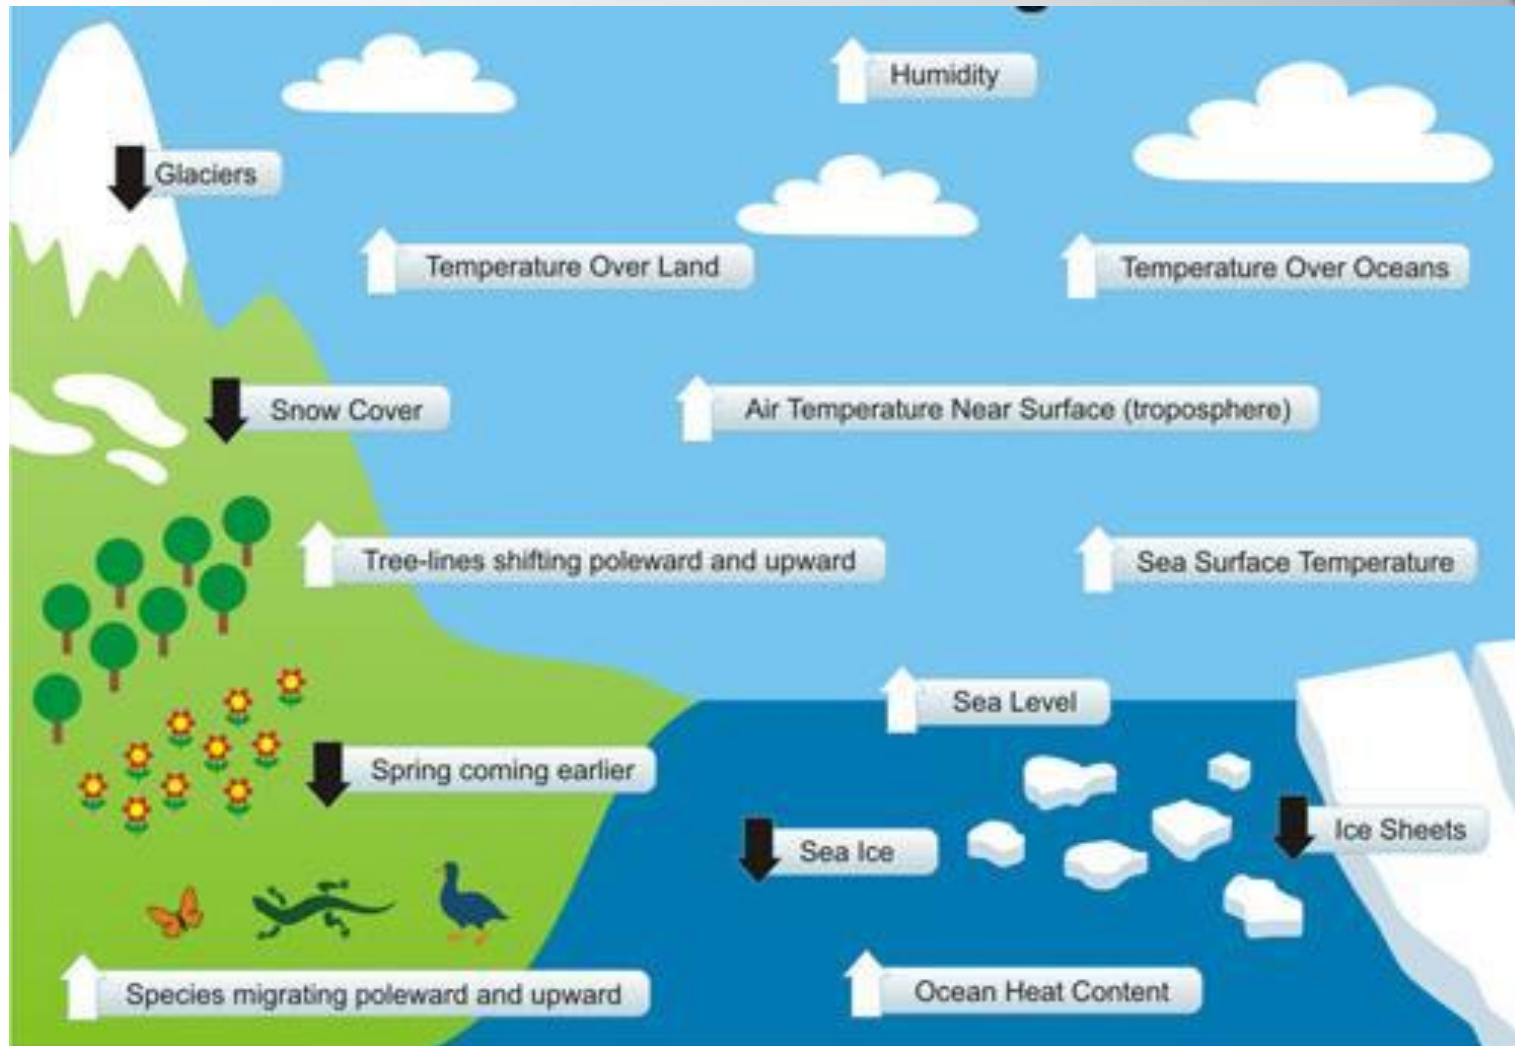 Humidity
Glaciers
Temperature Over Land
Temperature Over Oceans
Snow Cover
Air Temperature Near Surface (troposphere)
Tree-lines shifting poleward and upward
Sea Surface Temperature
Sea Level
Spring coming earlier
Ice Sheets
Sea Ice
Species migrating poleward and upward
Ocean Heat Content